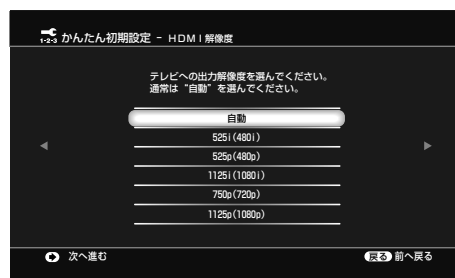 1-2-3 かんたん初期設定 - HDMI解像度
テレビへの出力解像度を選んでください。
通常は“自動”を選んでください。
自動
525i(480i)
525p(480p)
1125i(1080i)
750p(720p)
1125p(1080p)
次へ進む 戻る 前へ戻る